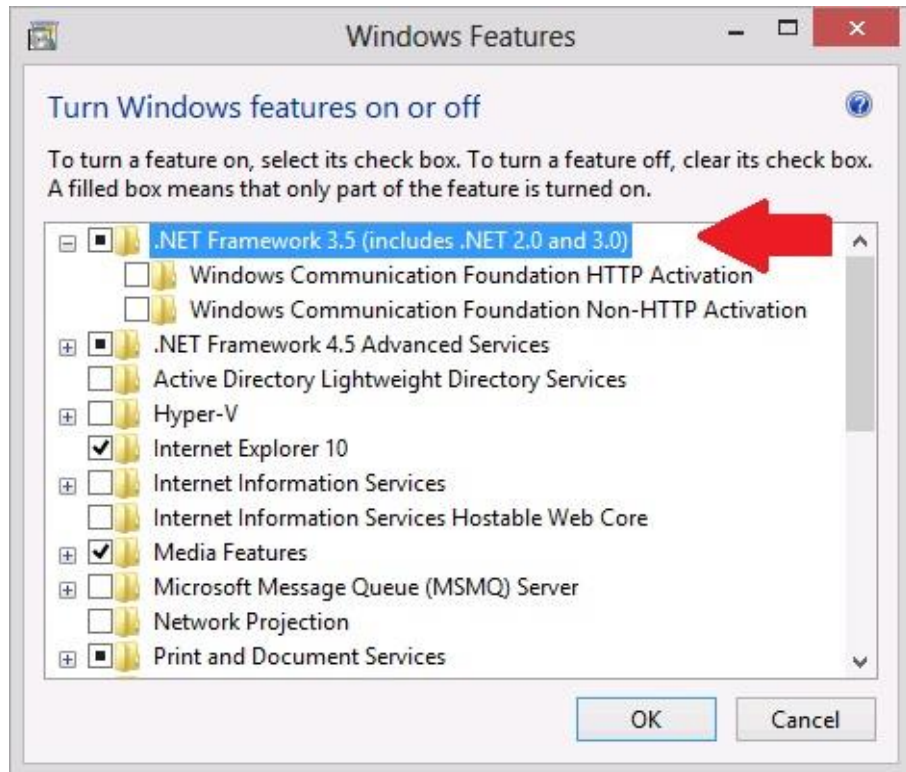 Windows Features
Turn Windows features on or off
To turn a feature on, select its check box. To turn a feature off, clear its check box.
A filled box means that only part of the feature is turned on.
.NET Framework 3.5 (includes .NET 2.0 and 3.0)
Windows Communication Foundation HTTP Activation
Windows Communication Foundation Non-HTTP Activation
.NET Framework 4.5 Advanced Services
Active Directory Lightweight Directory Services
Hyper-V
Internet Explorer 10
Internet Information Services
Internet Information Services Hostable Web Core
Media Features
Microsoft Message Queue (MSMQ) Server
Network Projection
Print and Document Services
OK Cancel